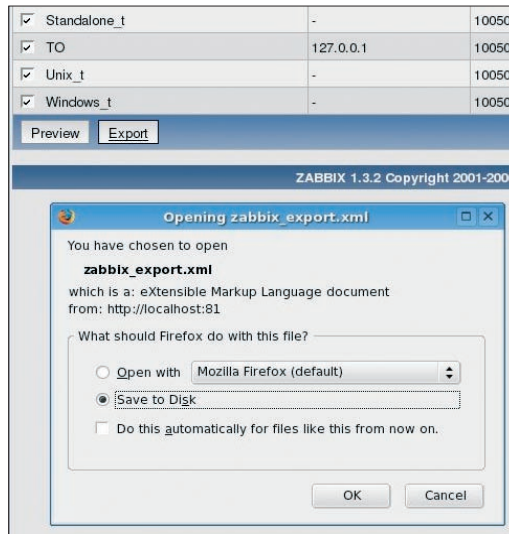 Standalone_t - 10050
TO 127.0.0.1 10050
Unix_t - 10050
Windows_t - 10050
Preview Export
ZABBIX 1.3.2 Copyright 2001-200
Opening zabbix_export.xml
You have chosen to open
zabbix_export.xml
which is a: eXtensible Markup Language document
from: http://localhost:81
What should Firefox do with this file?
Open with Mozilla Firefox (default)
Save to Disk
Do this automatically for files like this from now on.
OK Cancel